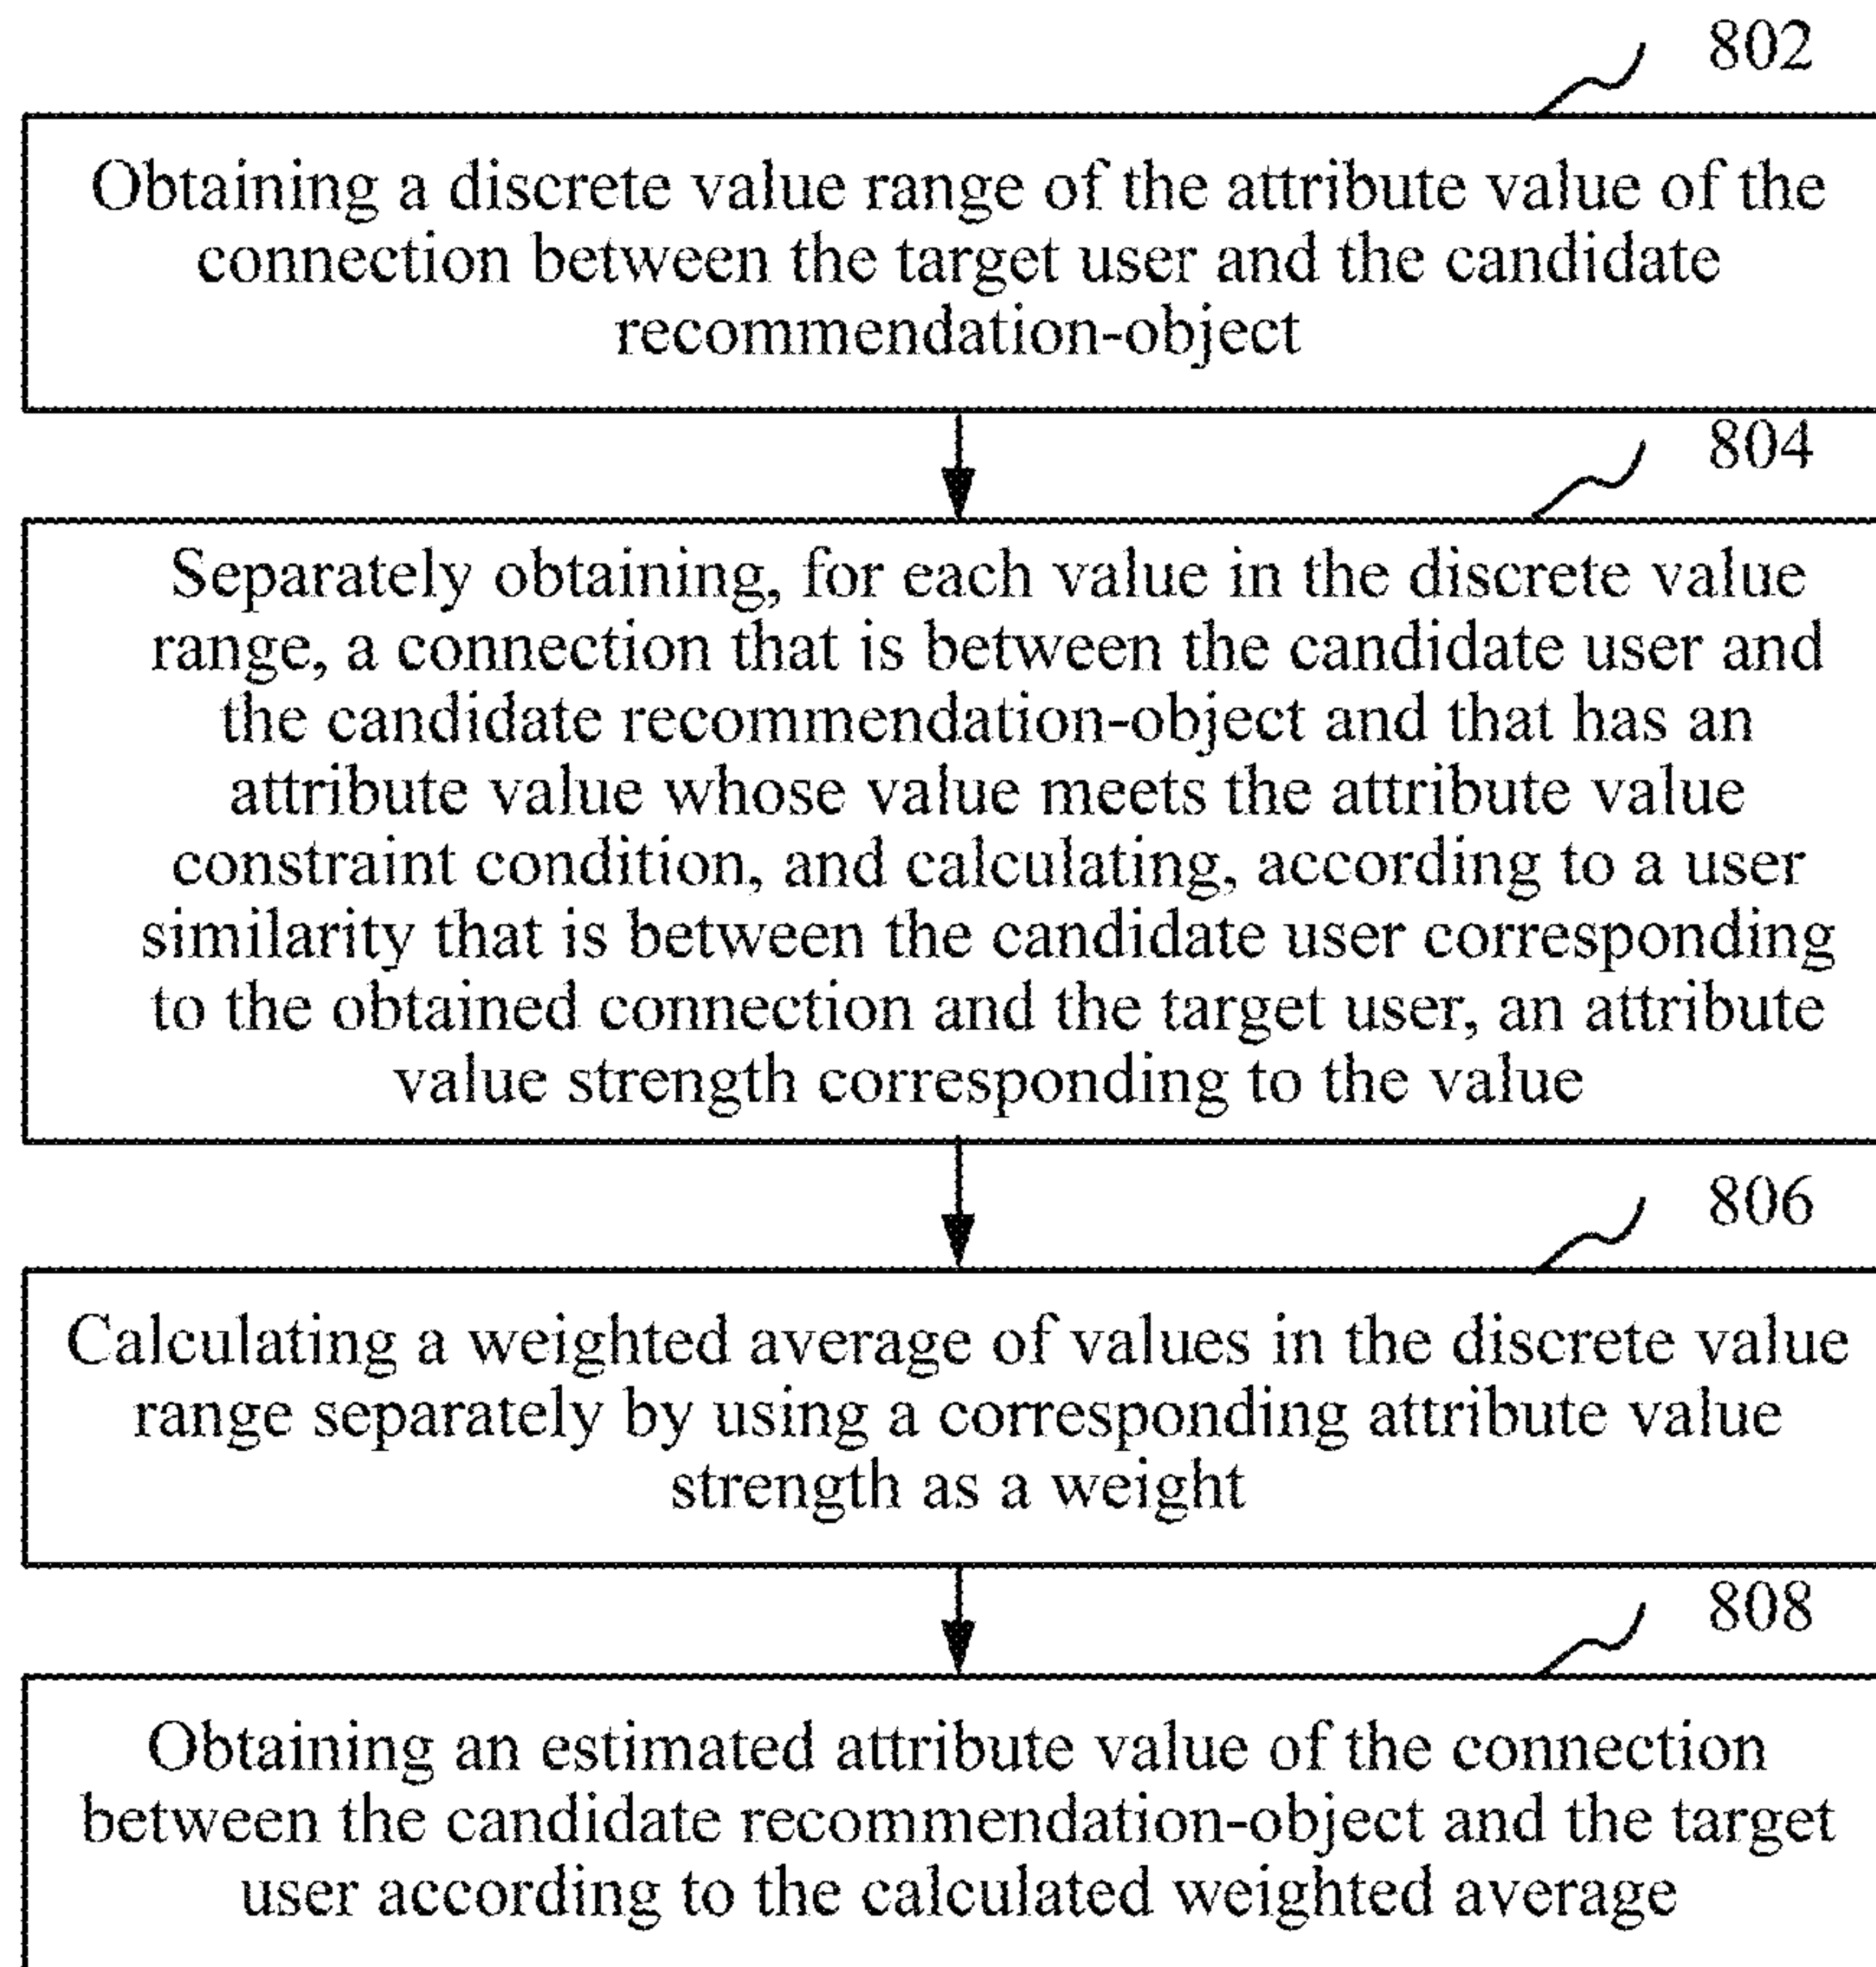 802
Obtaining a discrete value range of the attribute value of the
connection between the target user and the candidate
recommendation-object
804
Separately obtaining, for each value in the discrete value
range, a connection that is between the candidate user and
the candidate recommendation-object and that has an
attribute value whose value meets the attribute value
constraint condition, and calculating, according to a user
similarity that is between the candidate user corresponding
to the obtained connection and the target user, an attribute
value strength corresponding to the value
806
Calculating a weighted average of values in the discrete value
range separately by using a corresponding attribute value
strength as a weight
808
Obtaining an estimated attribute value of the connection
between the candidate recommendation-object and the target
user according to the calculated weighted average